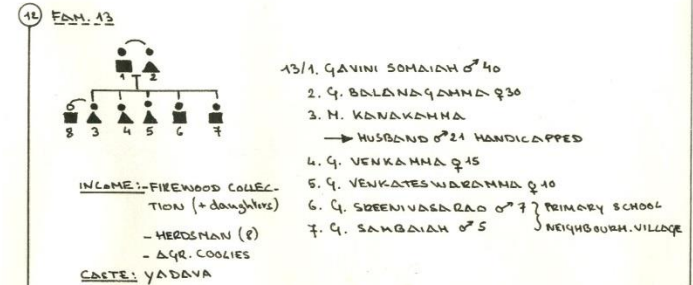 12 FAM. 13
1 2
8 3 4 5 6 7
INCOME:- FIREWOOD COLLEC-
TION (+ daughters)
- HERDSMAN (8)
- AGR. COOLIES
CASTE: YADAVA
13/1. GAVINI SOMAIAH ♂ 40
2. G. BALANAGAMMA ♀ 30
3. M. KANAKAMMA
→ HUSBAND ♂ 21 HANDICAPPED
4. G. VENKAMMA ♀ 15
5. G. VENKATESWARAMMA ♀ 10
6. G. SREENIVASARAO ♂ 7 } PRIMARY SCHOOL
7. G. SAMBAIAH ♂ 5 NEIGHBOURH. VILLAGE